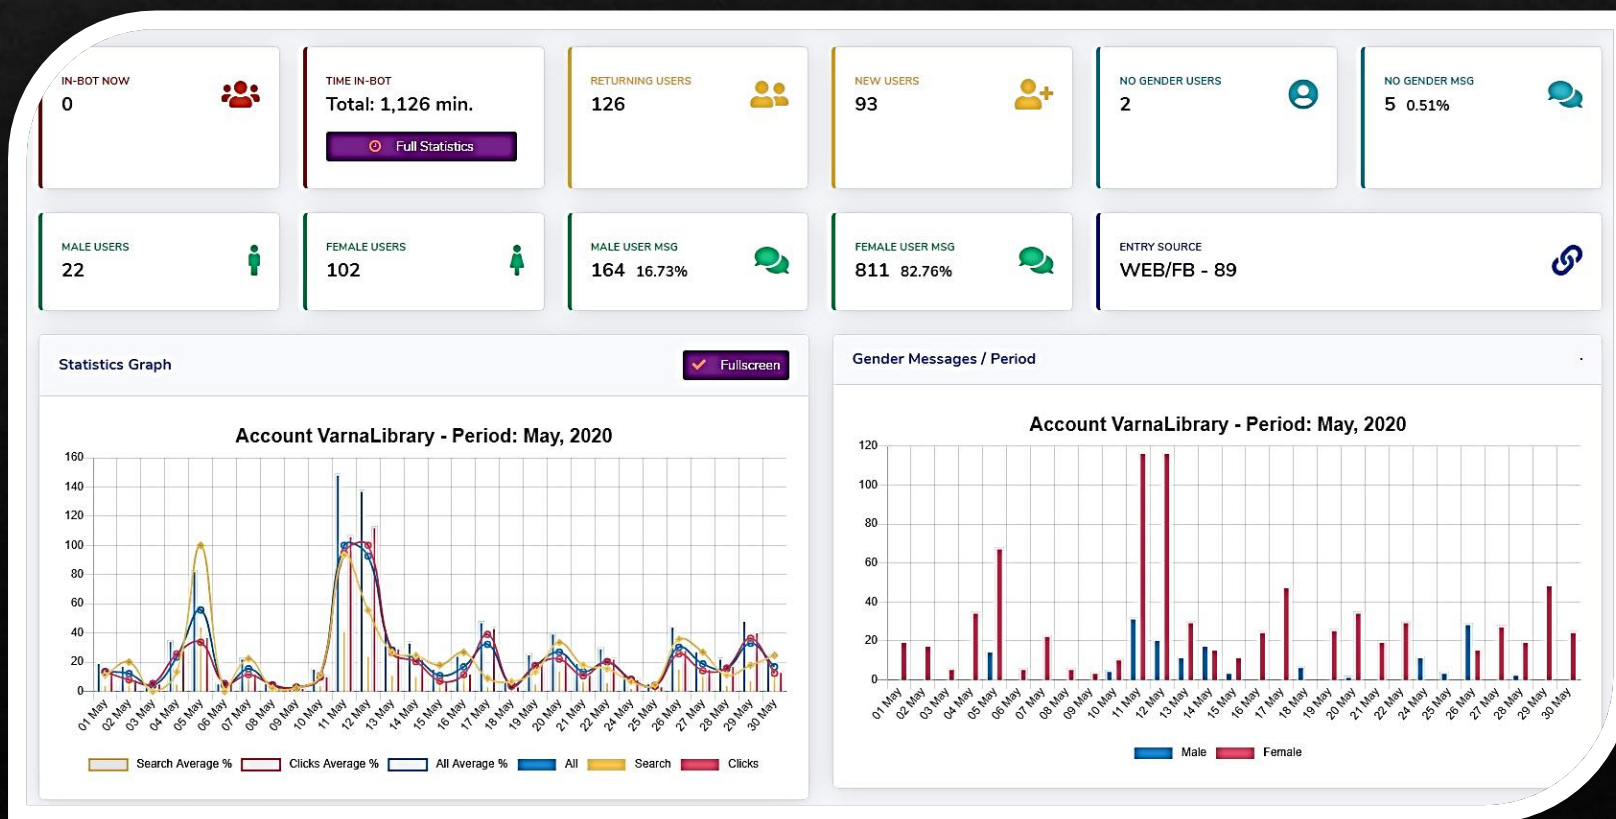 IN-BOT NOW
0
TIME IN-BOT
Total: 1,126 min.
Full Statistics
RETURNING USERS
126
NEW USERS
93
NO GENDER USERS
2
NO GENDER MSG
5 0.51%
MALE USERS
22
FEMALE USERS
102
MALE USER MSG
164 16.73%
FEMALE USER MSG
811 82.76%
ENTRY SOURCE
WEB/FB - 89
Statistics Graph
Fullscreen
Account VarnaLibrary - Period: May, 2020
160
140
120
100
80
60
40
20
0
01 May 02 May 03 May 04 May 05 May 06 May 07 May 08 May 09 May 10 May 11 May 12 May 13 May 14 May 15 May 16 May 17 May 18 May 19 May 20 May 21 May 22 May 24 May 25 May 26 May 27 May 28 May 29 May 30 May
Search Average % Clicks Average % All Average % All Search Clicks
Gender Messages / Period
Account VarnaLibrary - Period: May, 2020
120
100
80
60
40
20
0
01 May 02 May 03 May 04 May 05 May 06 May 07 May 08 May 09 May 10 May 11 May 12 May 13 May 14 May 15 May 16 May 17 May 18 May 19 May 20 May 21 May 22 May 24 May 25 May 26 May 27 May 28 May 29 May 30 May
Male Female